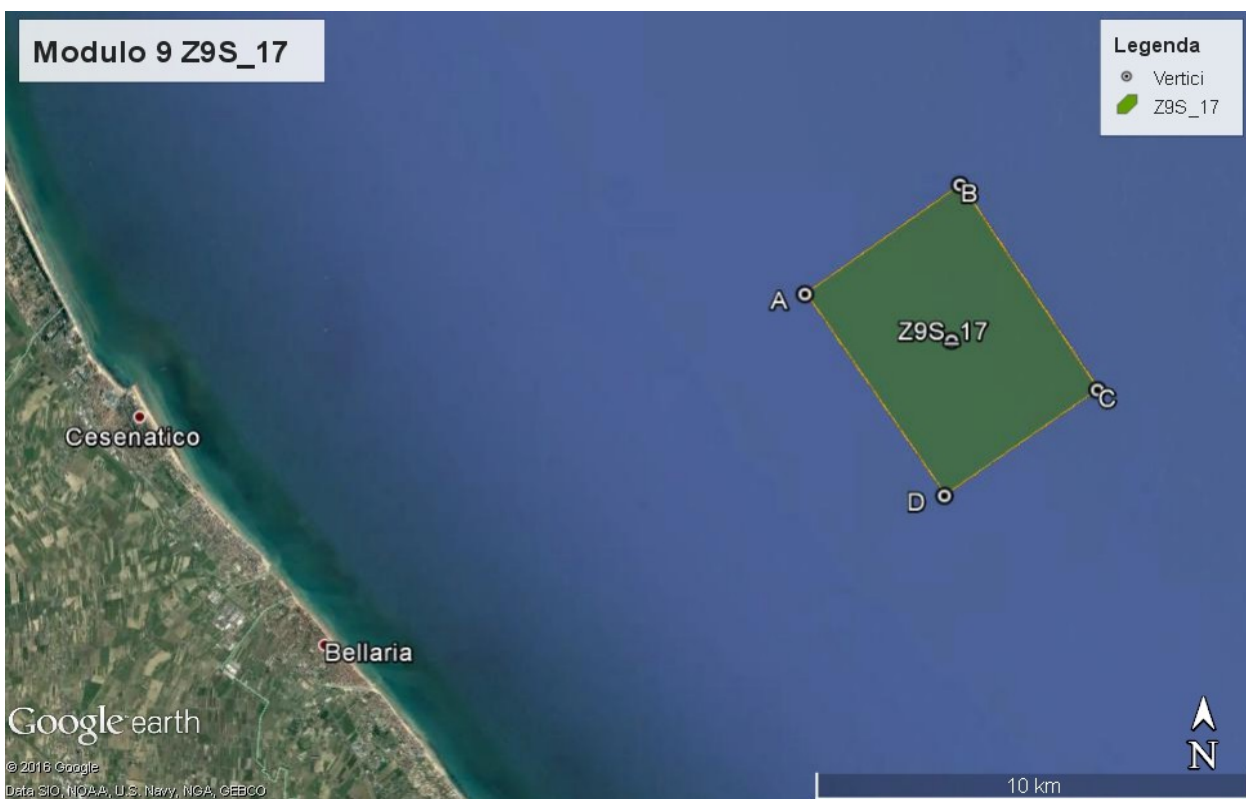 Modulo 9 Z9S_17
Legenda
Vertici
Z9S_17
B
A
Z9S_17
C
Cesenatico
D
Bellaria
Google earth
N
© 2016 Google
10 km
Data SIO, NOAA, U.S. Navy, NGA, GEBCO